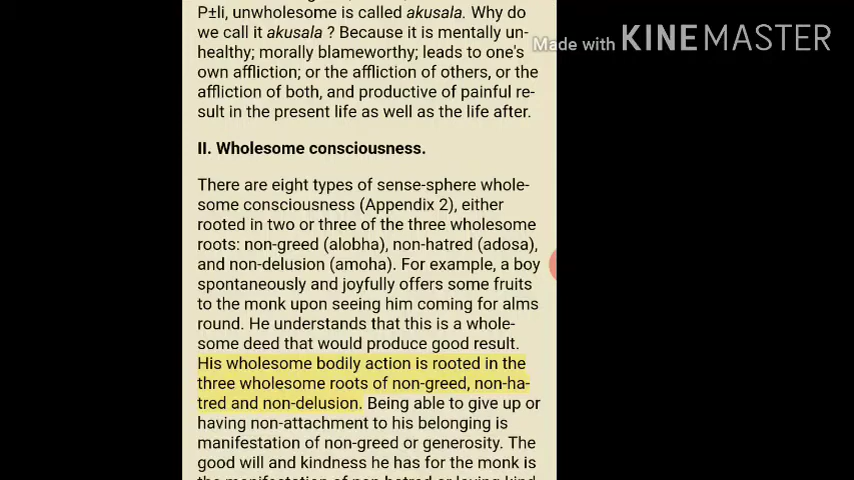 P±li, unwholesome is called akusala. Why do
we call it akusala ? Because it is mentally un-
healthy; morally blameworthy; leads to one's
own affliction; or the affliction of others, or the
affliction of both, and productive of painful re-
sult in the present life as well as the life after.
Made with KINEMASTER
II. Wholesome consciousness.
There are eight types of sense-sphere whole-
some consciousness (Appendix 2), either
rooted in two or three of the three wholesome
roots: non-greed (alobha), non-hatred (adosa),
and non-delusion (amoha). For example, a boy
spontaneously and joyfully offers some fruits
to the monk upon seeing him coming for alms
round. He understands that this is a whole-
some deed that would produce good result.
His wholesome bodily action is rooted in the
three wholesome roots of non-greed, non-ha-
tred and non-delusion. Being able to give up or
having non-attachment to his belonging is
manifestation of non-greed or generosity. The
good will and kindness he has for the monk is
the manifestation of non-hatred or loving-kind